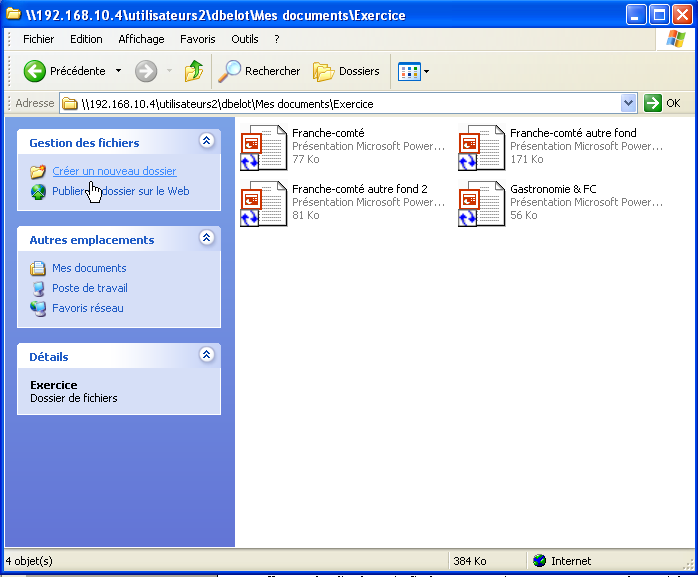 \\192.168.10.4\utilisateurs2\dbelot\Mes documents\Exercice
Fichier Edition Affichage Favoris Outils ?
Précédente Rechercher Dossiers
Adresse \\192.168.10.4\utilisateurs2\dbelot\Mes documents\Exercice OK
Gestion des fichiers
Créer un nouveau dossier
Publier dossier sur le Web
Autres emplacements
Mes documents
Poste de travail
Favoris réseau
Détails
Exercice
Dossier de fichiers
Franche-comté
Présentation Microsoft Power...
77 Ko
Franche-comté autre fond
Présentation Microsoft Power...
171 Ko
Franche-comté autre fond 2
Présentation Microsoft Power...
81 Ko
Gastronomie & FC
Présentation Microsoft Power...
56 Ko
4 objet(s) 384 Ko Internet